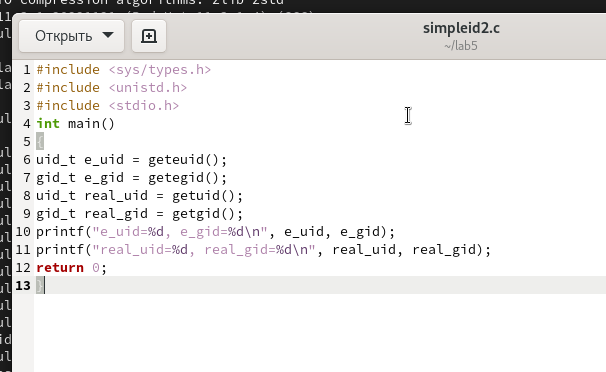 compression algorithms: zlib zstd
Открыть
simpleid2.c
~/lab5
1 #include <sys/types.h>
2 #include <unistd.h>
3 #include <stdio.h>
4 int main()
5 {
6 uid_t e_uid = geteuid();
7 gid_t e_gid = getegid();
8 uid_t real_uid = getuid();
9 gid_t real_gid = getgid();
10 printf("e_uid=%d, e_gid=%d\n", e_uid, e_gid);
11 printf("real_uid=%d, real_gid=%d\n", real_uid, real_gid);
12 return 0;
13 }